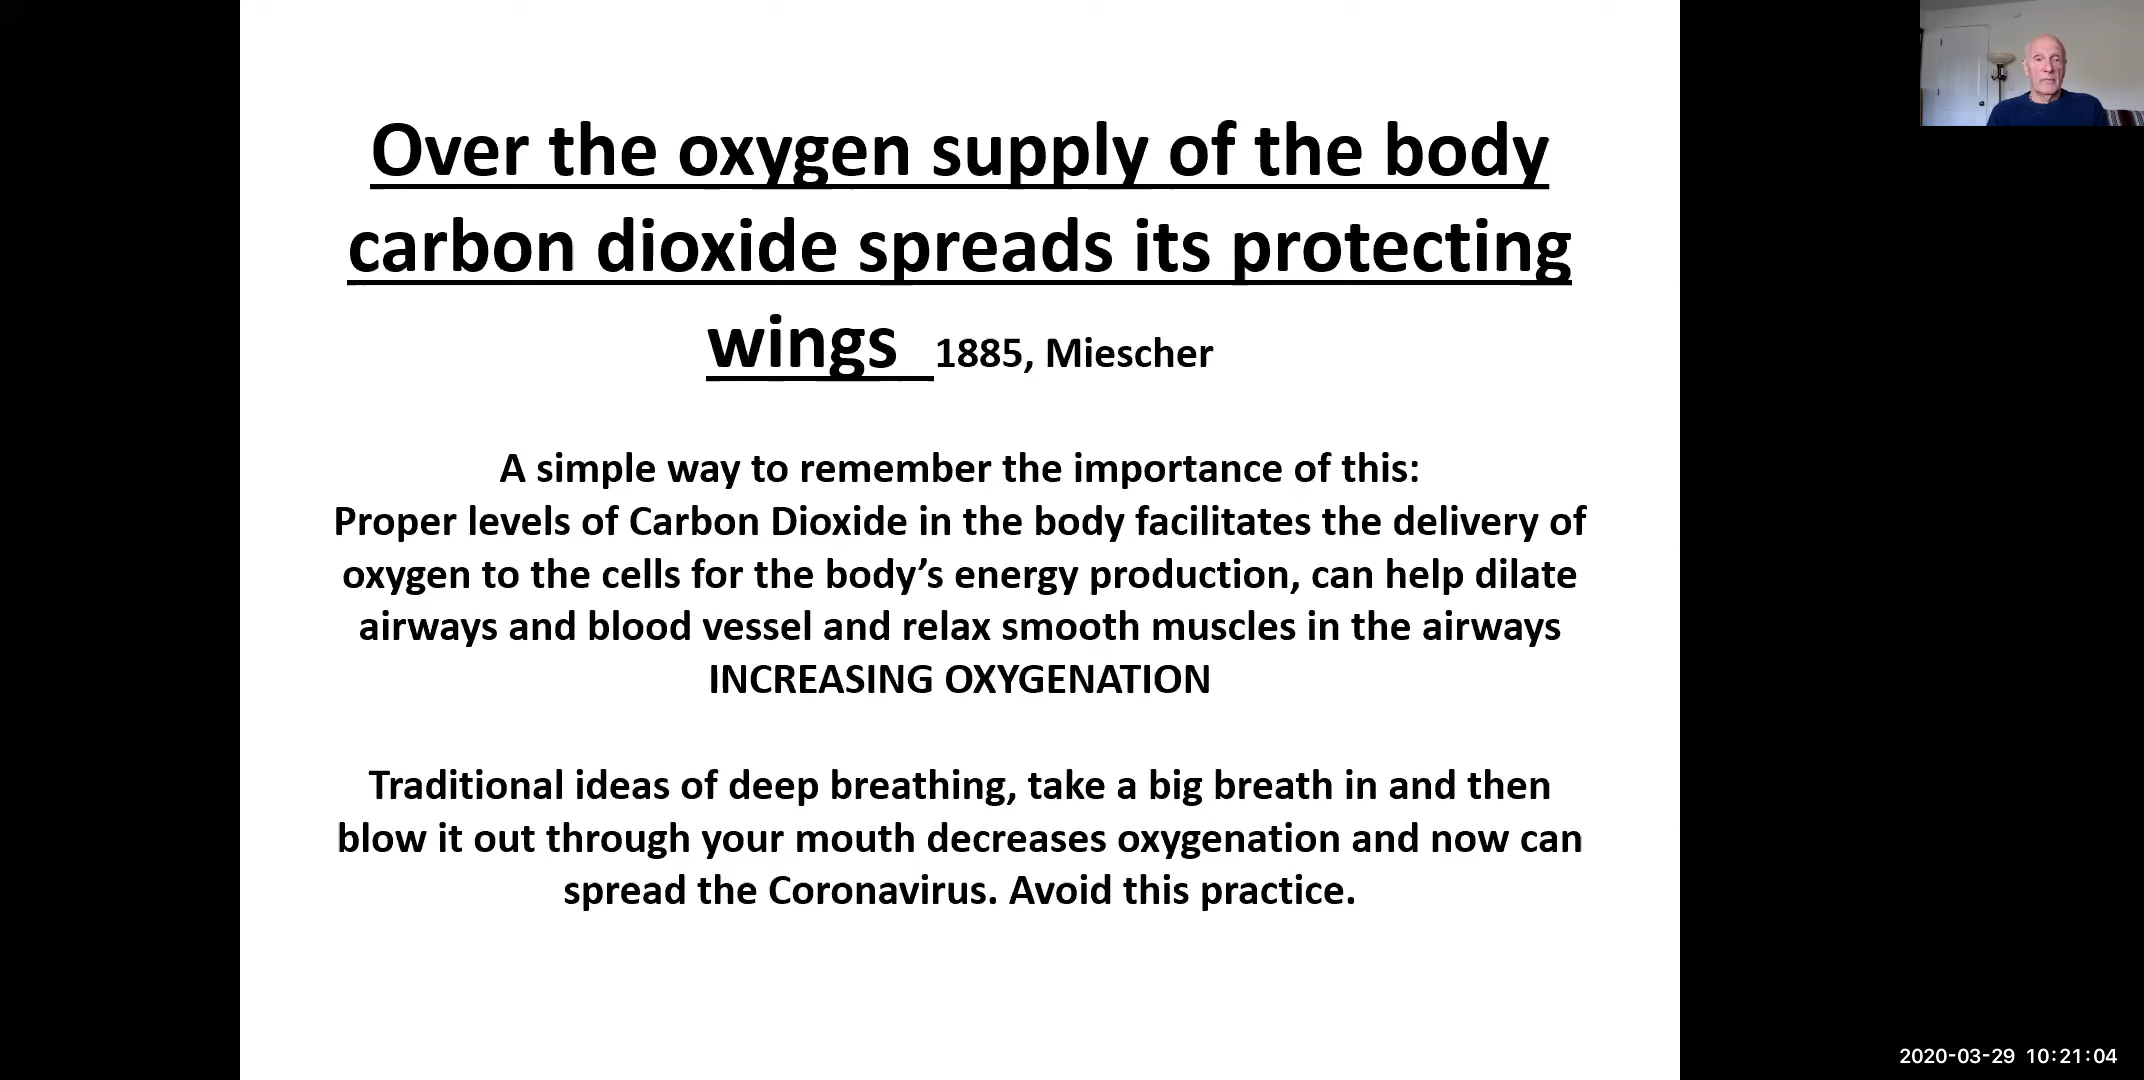 Over the oxygen supply of the body
carbon dioxide spreads its protecting
wings 1885, Miescher
A simple way to remember the importance of this:
Proper levels of Carbon Dioxide in the body facilitates the delivery of
oxygen to the cells for the body’s energy production, can help dilate
airways and blood vessel and relax smooth muscles in the airways
INCREASING OXYGENATION
Traditional ideas of deep breathing, take a big breath in and then
blow it out through your mouth decreases oxygenation and now can
spread the Coronavirus. Avoid this practice.
2020-03-29 10:21:04